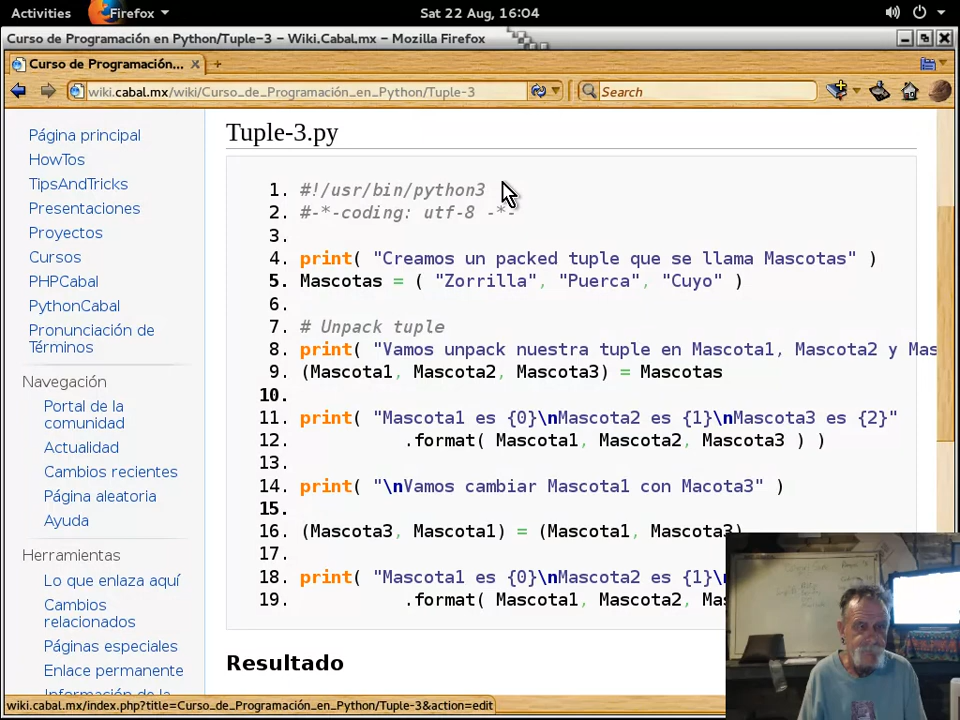 Activities Firefox Sat 22 Aug, 16:04
Curso de Programación en Python/Tuple-3 – Wiki.Cabal.mx – Mozilla Firefox
Curso de Programación... × +
wiki.cabal.mx/wiki/Curso_de_Programación_en_Python/Tuple-3 Search
Página principal
HowTos
TipsAndTricks
Presentaciones
Proyectos
Cursos
PHPCabal
PythonCabal
Pronunciación de
Términos
Navegación
Portal de la
comunidad
Actualidad
Cambios recientes
Página aleatoria
Ayuda
Herramientas
Lo que enlaza aquí
Cambios
relacionados
Páginas especiales
Enlace permanente
Información de la
Tuple-3.py
1. #!/usr/bin/python3
2. #-*-coding: utf-8 -*-
3.
4. print( "Creamos un packed tuple que se llama Mascotas" )
5. Mascotas = ( "Zorrilla", "Puerca", "Cuyo" )
6.
7. # Unpack tuple
8. print( "Vamos unpack nuestra tuple en Mascota1, Mascota2 y Mas
9. (Mascota1, Mascota2, Mascota3) = Mascotas
10.
11. print( "Mascota1 es {0}\nMascota2 es {1}\nMascota3 es {2}"
12. .format( Mascota1, Mascota2, Mascota3 ) )
13.
14. print( "\nVamos cambiar Mascota1 con Macota3" )
15.
16. (Mascota3, Mascota1) = (Mascota1, Mascota3)
17.
18. print( "Mascota1 es {0}\nMascota2 es {1}\
19. .format( Mascota1, Mascota2, Mas
Resultado
wiki.cabal.mx/index.php?title=Curso_de_Programación_en_Python/Tuple-3&action=edit